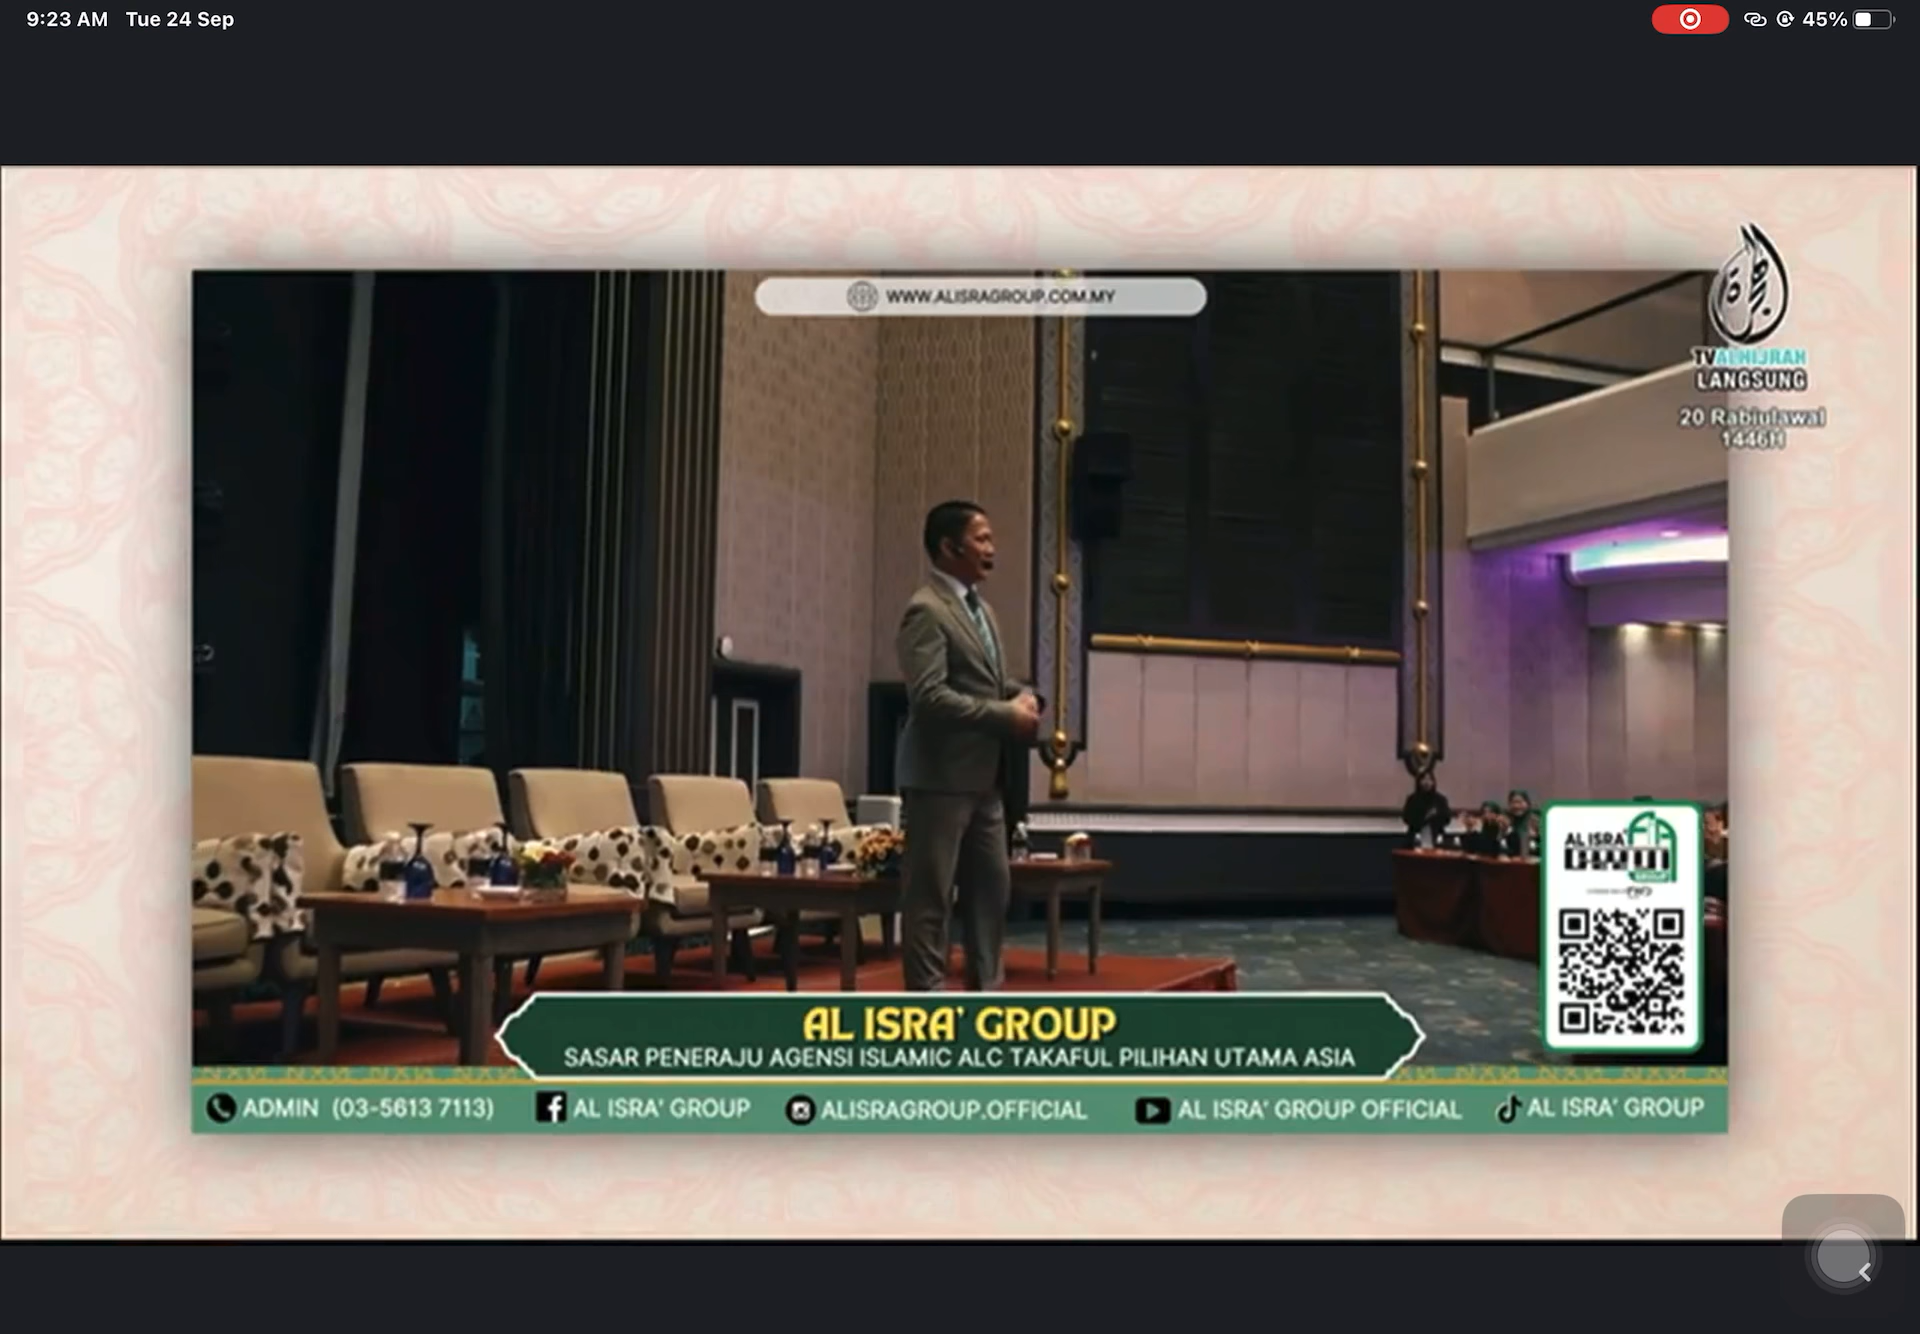 9:23 AM Tue 24 Sep
45%
WWW.ALISRAGROUP.COM.MY
TVALHIJRAH
LANGSUNG
20 Rabiulawal
1446H
AL ISRA'
GROUP
AL ISRA' GROUP
SASAR PENERAJU AGENSI ISLAMIC ALC TAKAFUL PILIHAN UTAMA ASIA
ADMIN (03-5613 7113)
AL ISRA' GROUP
ALISRAGROUP.OFFICIAL
AL ISRA' GROUP OFFICIAL
AL ISRA' GROUP